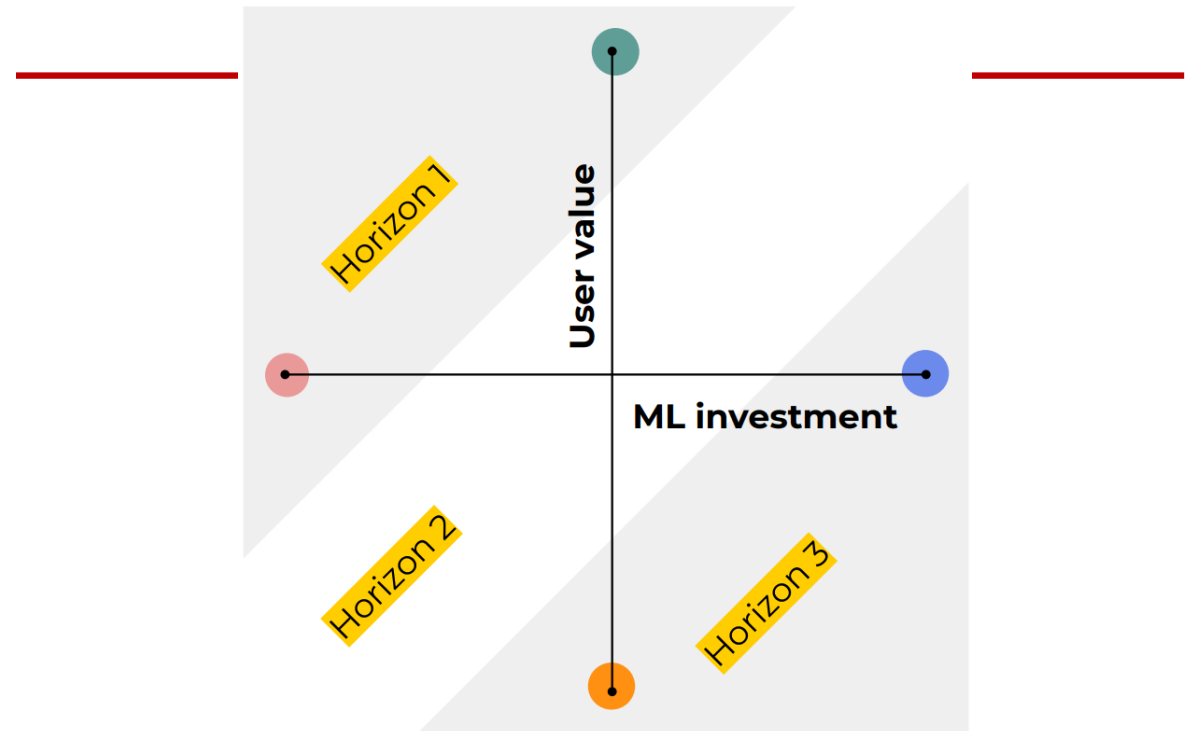 Horizon 1
User value
ML investment
Horizon 2
Horizon 3